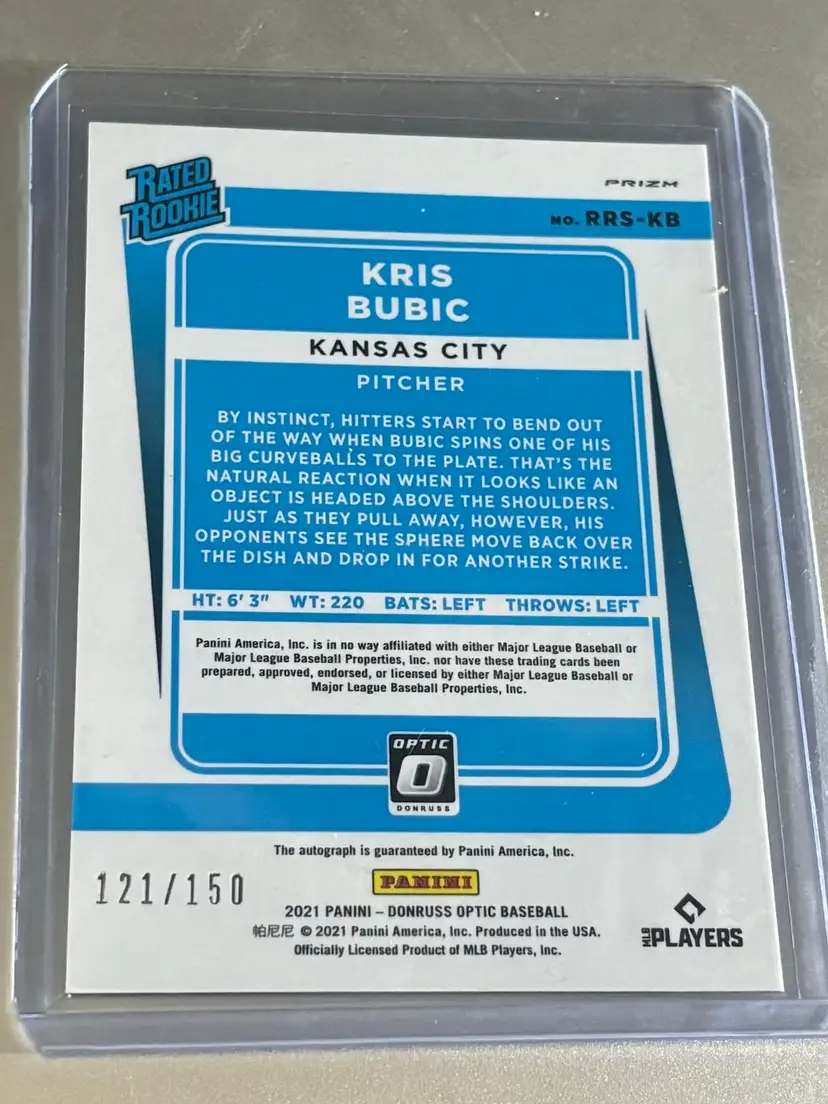 RATED
ROOKIE
PRIZM
NO. RRS-KB
KRIS
BUBIC
KANSAS CITY
PITCHER
BY INSTINCT, HITTERS START TO BEND OUT
OF THE WAY WHEN BUBIC SPINS ONE OF HIS
BIG CURVEBALLS TO THE PLATE. THAT'S THE
NATURAL REACTION WHEN IT LOOKS LIKE AN
OBJECT IS HEADED ABOVE THE SHOULDERS.
JUST AS THEY PULL AWAY, HOWEVER, HIS
OPPONENTS SEE THE SPHERE MOVE BACK OVER
THE DISH AND DROP IN FOR ANOTHER STRIKE.
HT: 6' 3" WT: 220 BATS: LEFT THROWS: LEFT
Panini America, Inc. is in no way affiliated with either Major League Baseball or
Major League Baseball Properties, Inc. nor have these trading cards been
prepared, approved, endorsed, or licensed by either Major League Baseball or
Major League Baseball Properties, Inc.
OPTIC
O
DONRUSS
The autograph is guaranteed by Panini America, Inc.
121/150
PANINI
2021 PANINI – DONRUSS OPTIC BASEBALL
帕尼尼 © 2021 Panini America, Inc. Produced in the USA.
Officially Licensed Product of MLB Players, Inc.
MLB PLAYERS